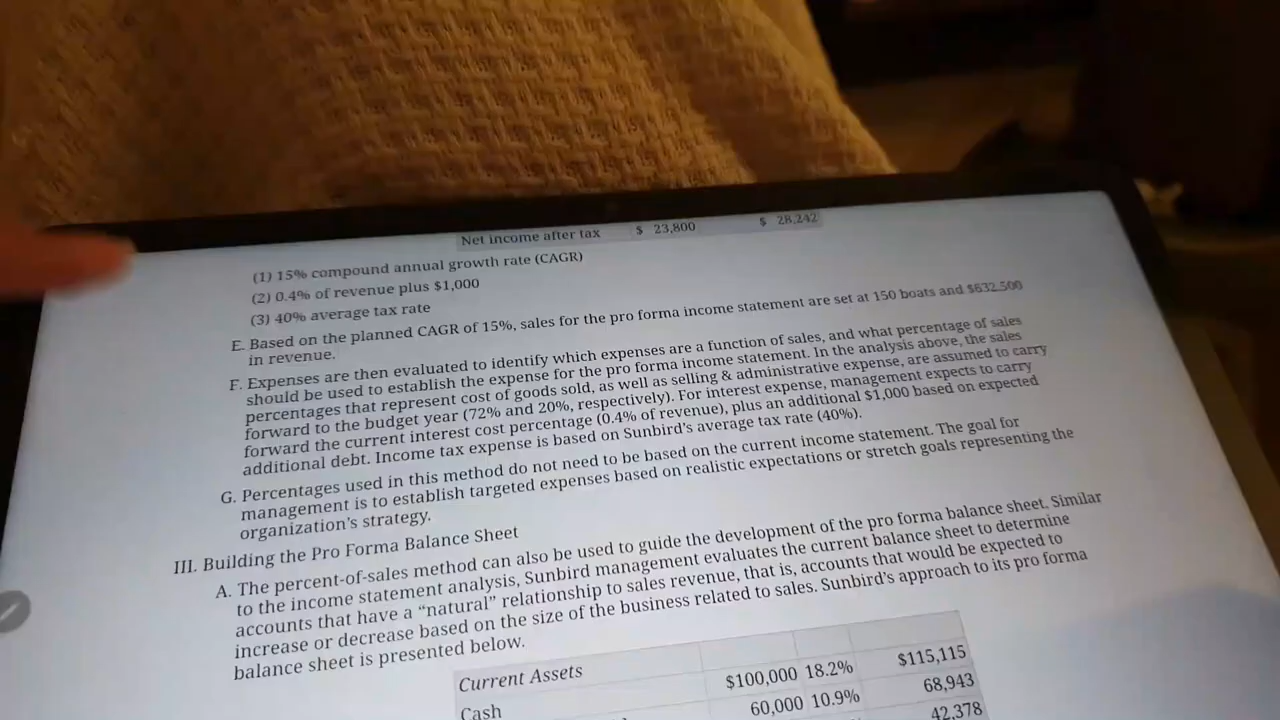 Net income after tax $ 23,800 $ 28,242
(1) 15% compound annual growth rate (CAGR)
(2) 0.4% of revenue plus $1,000
(3) 40% average tax rate
E. Based on the planned CAGR of 15%, sales for the pro forma income statement are set at 150 boats and $632,500
in revenue.
F. Expenses are then evaluated to identify which expenses are a function of sales, and what percentage of sales
should be used to establish the expense for the pro forma income statement. In the analysis above, the sales
percentages that represent cost of goods sold, as well as selling & administrative expense, are assumed to carry
forward to the budget year (72% and 20%, respectively). For interest expense, management expects to carry
forward the current interest cost percentage (0.4% of revenue), plus an additional $1,000 based on expected
additional debt. Income tax expense is based on Sunbird's average tax rate (40%).
G. Percentages used in this method do not need to be based on the current income statement. The goal for
management is to establish targeted expenses based on realistic expectations or stretch goals representing the
organization's strategy.
III. Building the Pro Forma Balance Sheet
A. The percent-of-sales method can also be used to guide the development of the pro forma balance sheet. Similar
to the income statement analysis, Sunbird management evaluates the current balance sheet to determine
accounts that have a "natural" relationship to sales revenue, that is, accounts that would be expected to
increase or decrease based on the size of the business related to sales. Sunbird's approach to its pro forma
balance sheet is presented below.
Current Assets
Cash $100,000 18.2% $115,115
60,000 10.9% 68,943
42,378